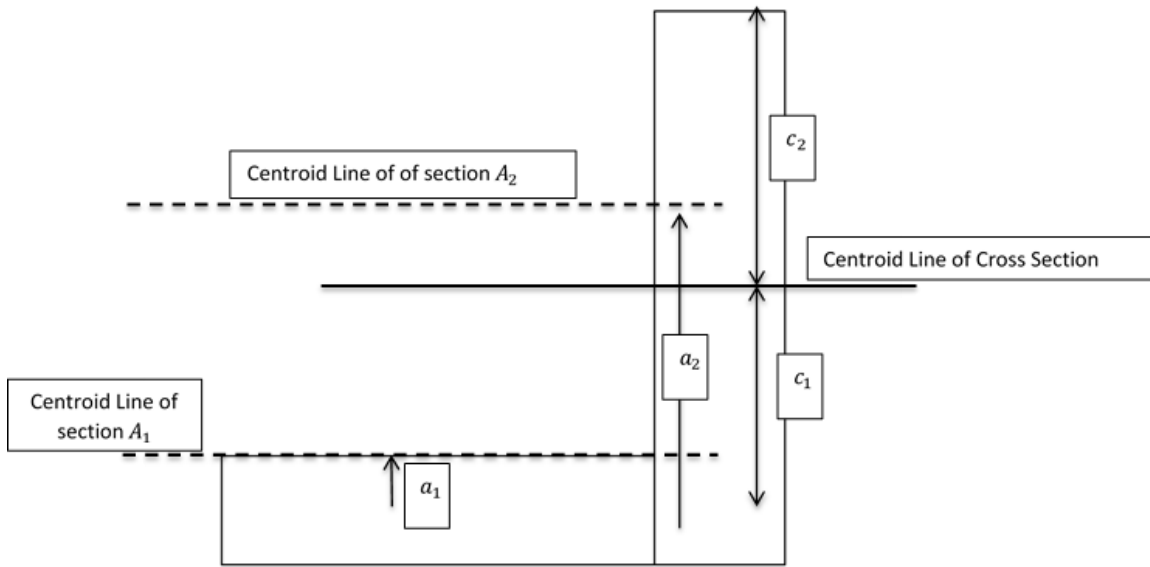 c₂
Centroid Line of of section A₂
Centroid Line of Cross Section
a₂
c₁
Centroid Line of
section A₁
a₁